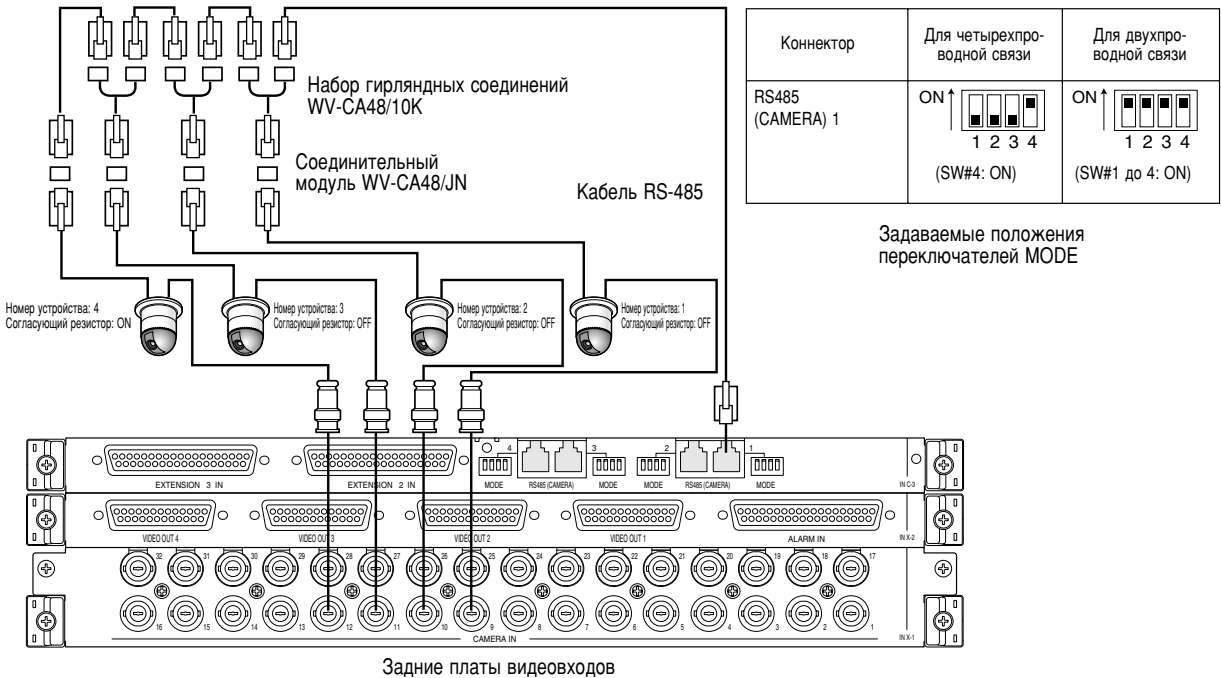 Набор гирляндных соединений
WV-CA48/10K
Соединительный
модуль WV-CA48/JN
Кабель RS-485
Коннектор
Для четырехпро-
водной связи
Для двухпро-
водной связи
RS485
(CAMERA) 1
ON
1 2 3 4
(SW#4: ON)
ON
1 2 3 4
(SW#1 до 4: ON)
Задаваемые положения
переключателей MODE
Номер устройства: 4
Согласующий резистор: ON
Номер устройства: 3
Согласующий резистор: OFF
Номер устройства: 2
Согласующий резистор: OFF
Номер устройства: 1
Согласующий резистор: OFF
4 3 2 1
EXTENSION 3 IN
EXTENSION 2 IN
MODE
RS485 (CAMERA)
MODE
MODE
RS485 (CAMERA)
MODE
IN C-3
VIDEO OUT 4
VIDEO OUT 3
VIDEO OUT 2
VIDEO OUT 1
ALARM IN
IN X-2
32 31 30 29 28 27 26 25 24 23 22 21 20 19 18 17
16 15 14 13 12 11 10 9 8 7 6 5 4 3 2 1
CAMERA IN
IN X-1
Задние платы видеовходов